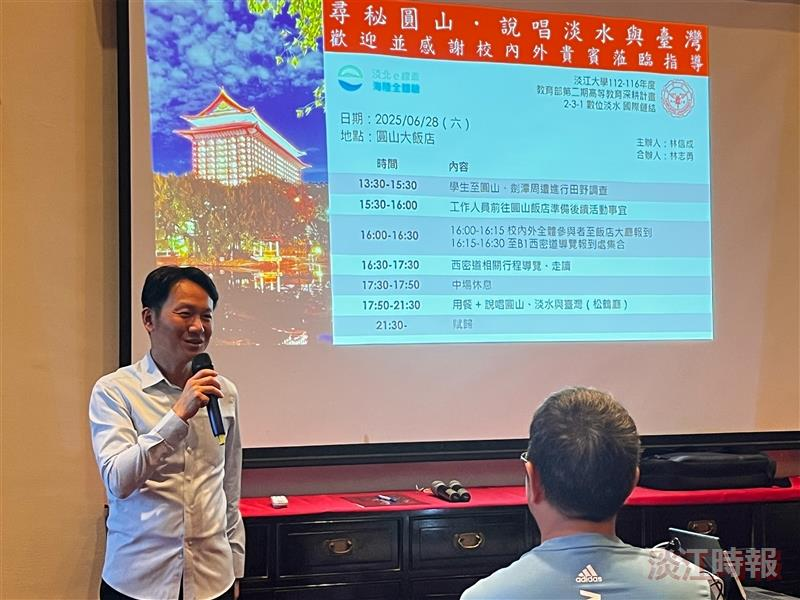 尋秘圓山．說唱淡水與臺灣
歡迎並感謝校內外貴賓蒞臨指導
淡北e線牽
海陸全體驗
淡江大學112-116年度
教育部第二期高等教育深耕計畫
2-3-1 數位淡水 國際鏈結
日期：2025/06/28 ( 六 )
地點：圓山大飯店
主辦人：林信成
合辦人：林志勇
時間 內容
13:30-15:30 學生至圓山、劍潭周遭進行田野調查
15:30-16:00 工作人員前往圓山飯店準備後續活動事宜
16:00-16:30 16:00-16:15 校內外全體參與者至飯店大廳報到
16:15-16:30 至B1西密道導覽報到處集合
16:30-17:30 西密道相關行程導覽、走讀
17:30-17:50 中場休息
17:50-21:30 用餐 + 說唱圓山、淡水與臺灣 ( 松鶴廳 )
21:30- 賦歸
adidas
淡江時報